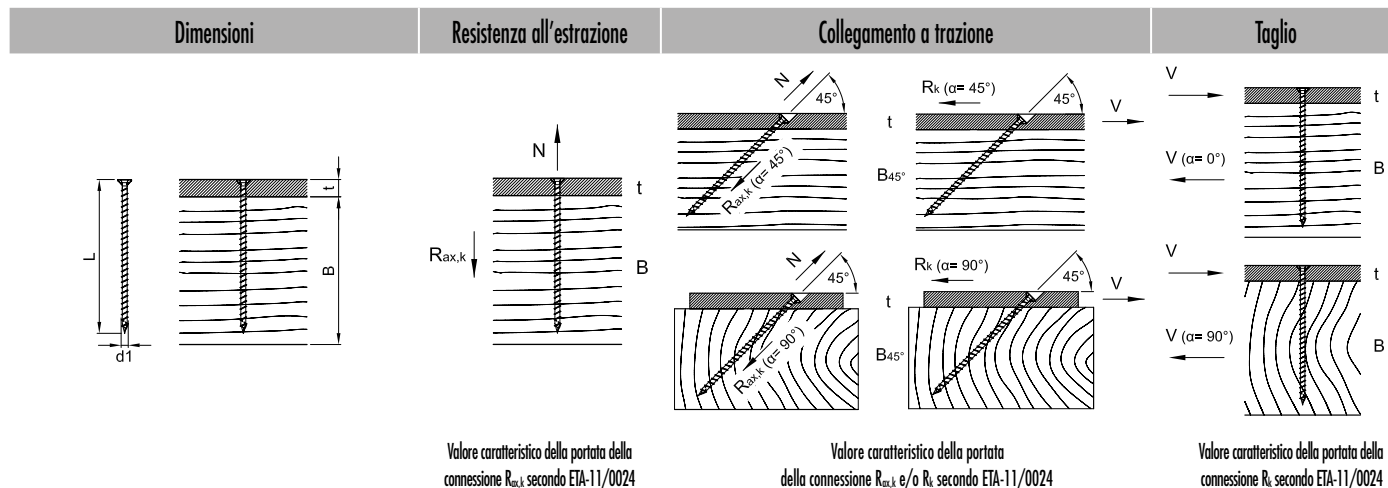 Dimensioni
Resistenza all'estrazione
Collegamento a trazione
Taglio
L
d1
t
B
N
Rax,k
t
B
N
45°
Rax,k (α= 45°)
t
B45°
Rk (α= 45°)
45°
V
N
45°
Rax,k (α= 90°)
t
B45°
Rk (α= 90°)
45°
V
V
t
V (α= 0°)
B
V
t
V (α= 90°)
B
Valore caratteristico della portata della
connessione Rax,k secondo ETA-11/0024
Valore caratteristico della portata
della connessione Rax,k e/o Rk secondo ETA-11/0024
Valore caratteristico della portata della
connessione Rk secondo ETA-11/0024